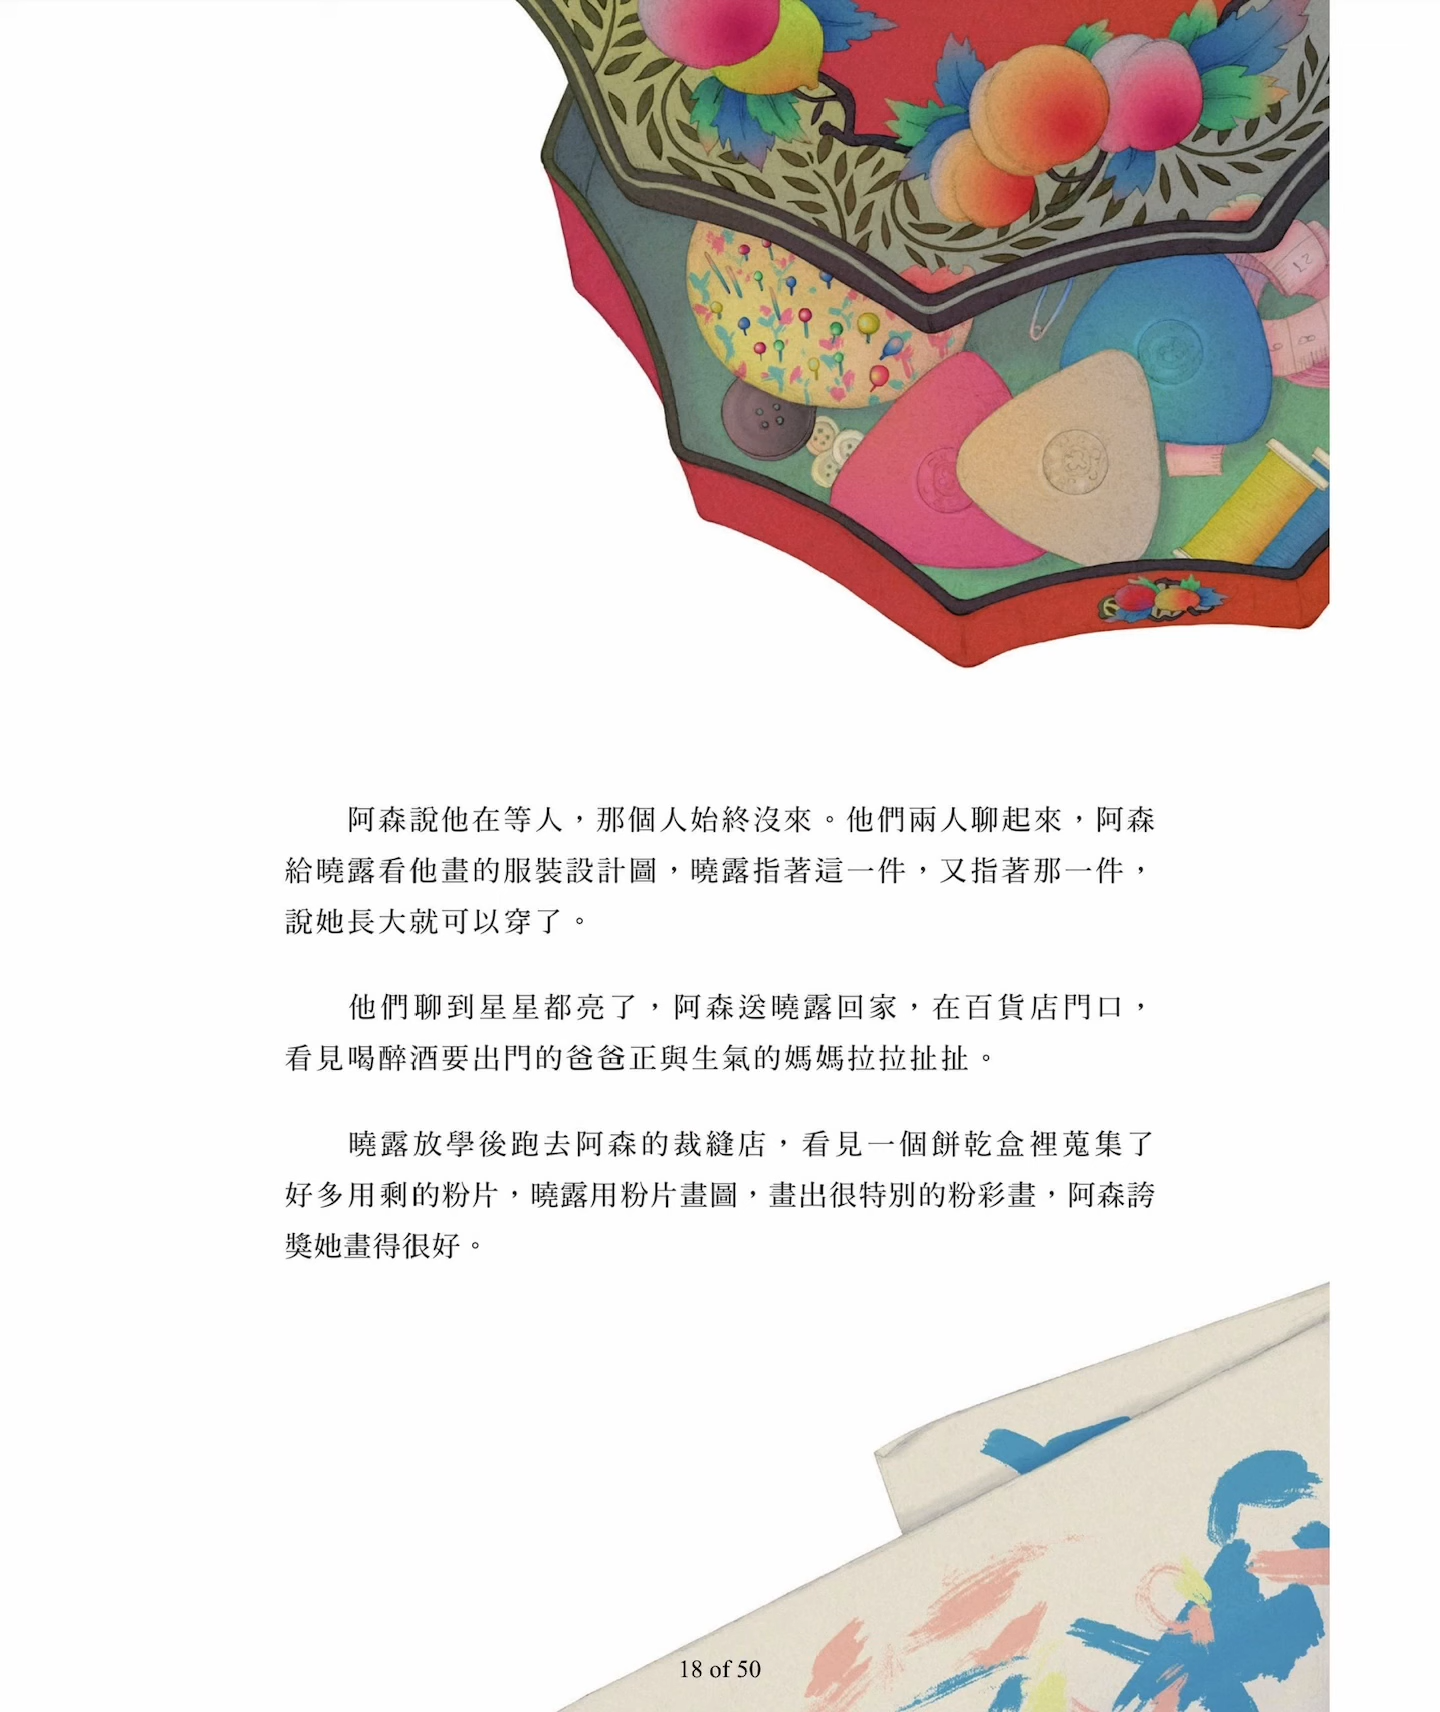 阿森說他在等人，那個人始終沒來。他們兩人聊起來，阿森
給曉露看他畫的服裝設計圖，曉露指著這一件，又指著那一件，
說她長大就可以穿了。
他們聊到星星都亮了，阿森送曉露回家，在百貨店門口，
看見喝醉酒要出門的爸爸正與生氣的媽媽拉拉扯扯。
曉露放學後跑去阿森的裁縫店，看見一個餅乾盒裡蒐集了
好多用剩的粉片，曉露用粉片畫圖，畫出很特別的粉彩畫，阿森誇
獎她畫得很好。
18 of 50